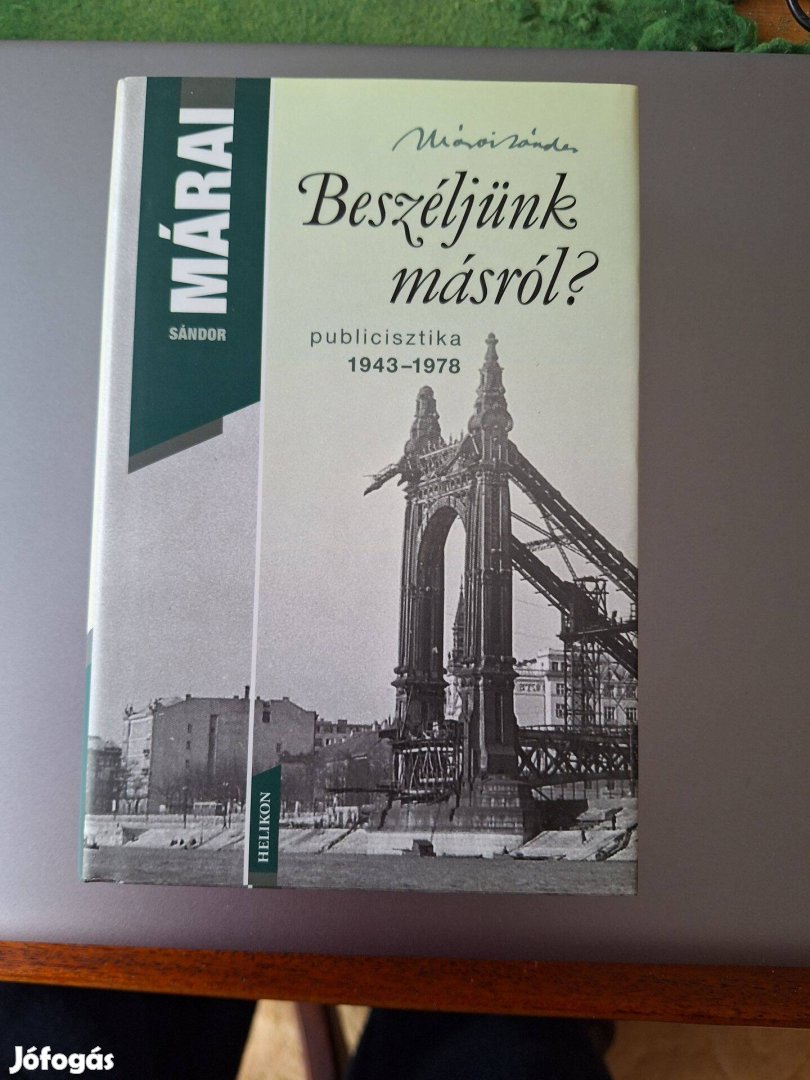 MÁRAI
SÁNDOR
Márai Sándor
Beszéljünk
másról?
publicisztika
1943–1978
HELIKON
Jófogás